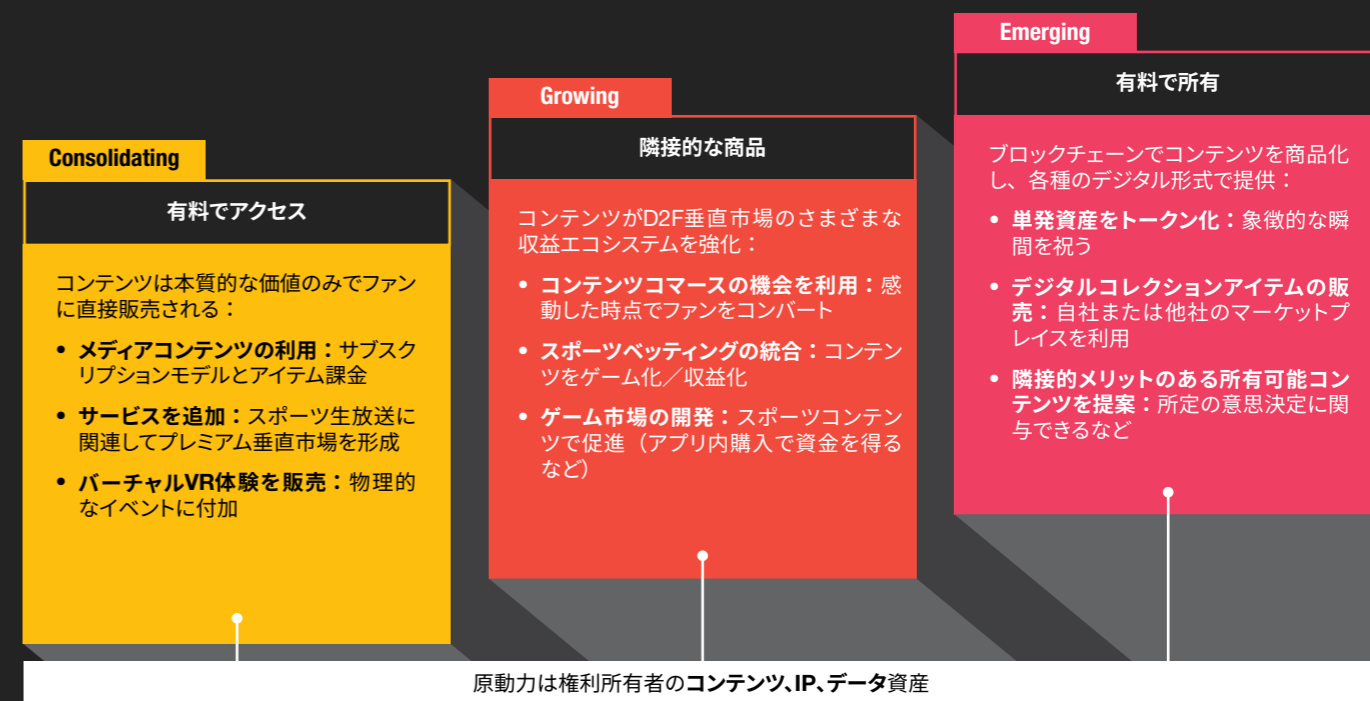 Consolidating
有料でアクセス
コンテンツは本質的な価値のみでファン
に直接販売される：
• メディアコンテンツの利用：サブスク
リプションモデルとアイテム課金
• サービスを追加：スポーツ生放送に
関連してプレミアム垂直市場を形成
• バーチャルVR体験を販売：物理的
なイベントに付加
Growing
隣接的な商品
コンテンツがD2F垂直市場のさまざまな
収益エコシステムを強化：
• コンテンツコマースの機会を利用：感
動した時点でファンをコンバート
• スポーツベッティングの統合：コンテン
ツをゲーム化／収益化
• ゲーム市場の開発：スポーツコンテン
ツで促進（アプリ内購入で資金を得る
など）
Emerging
有料で所有
ブロックチェーンでコンテンツを商品化
し、各種のデジタル形式で提供：
• 単発資産をトークン化：象徴的な瞬
間を祝う
• デジタルコレクションアイテムの販
売：自社または他社のマーケットプ
レイスを利用
• 隣接的メリットのある所有可能コン
テンツを提案：所定の意思決定に関
与できるなど
原動力は権利所有者のコンテンツ、IP、データ資産